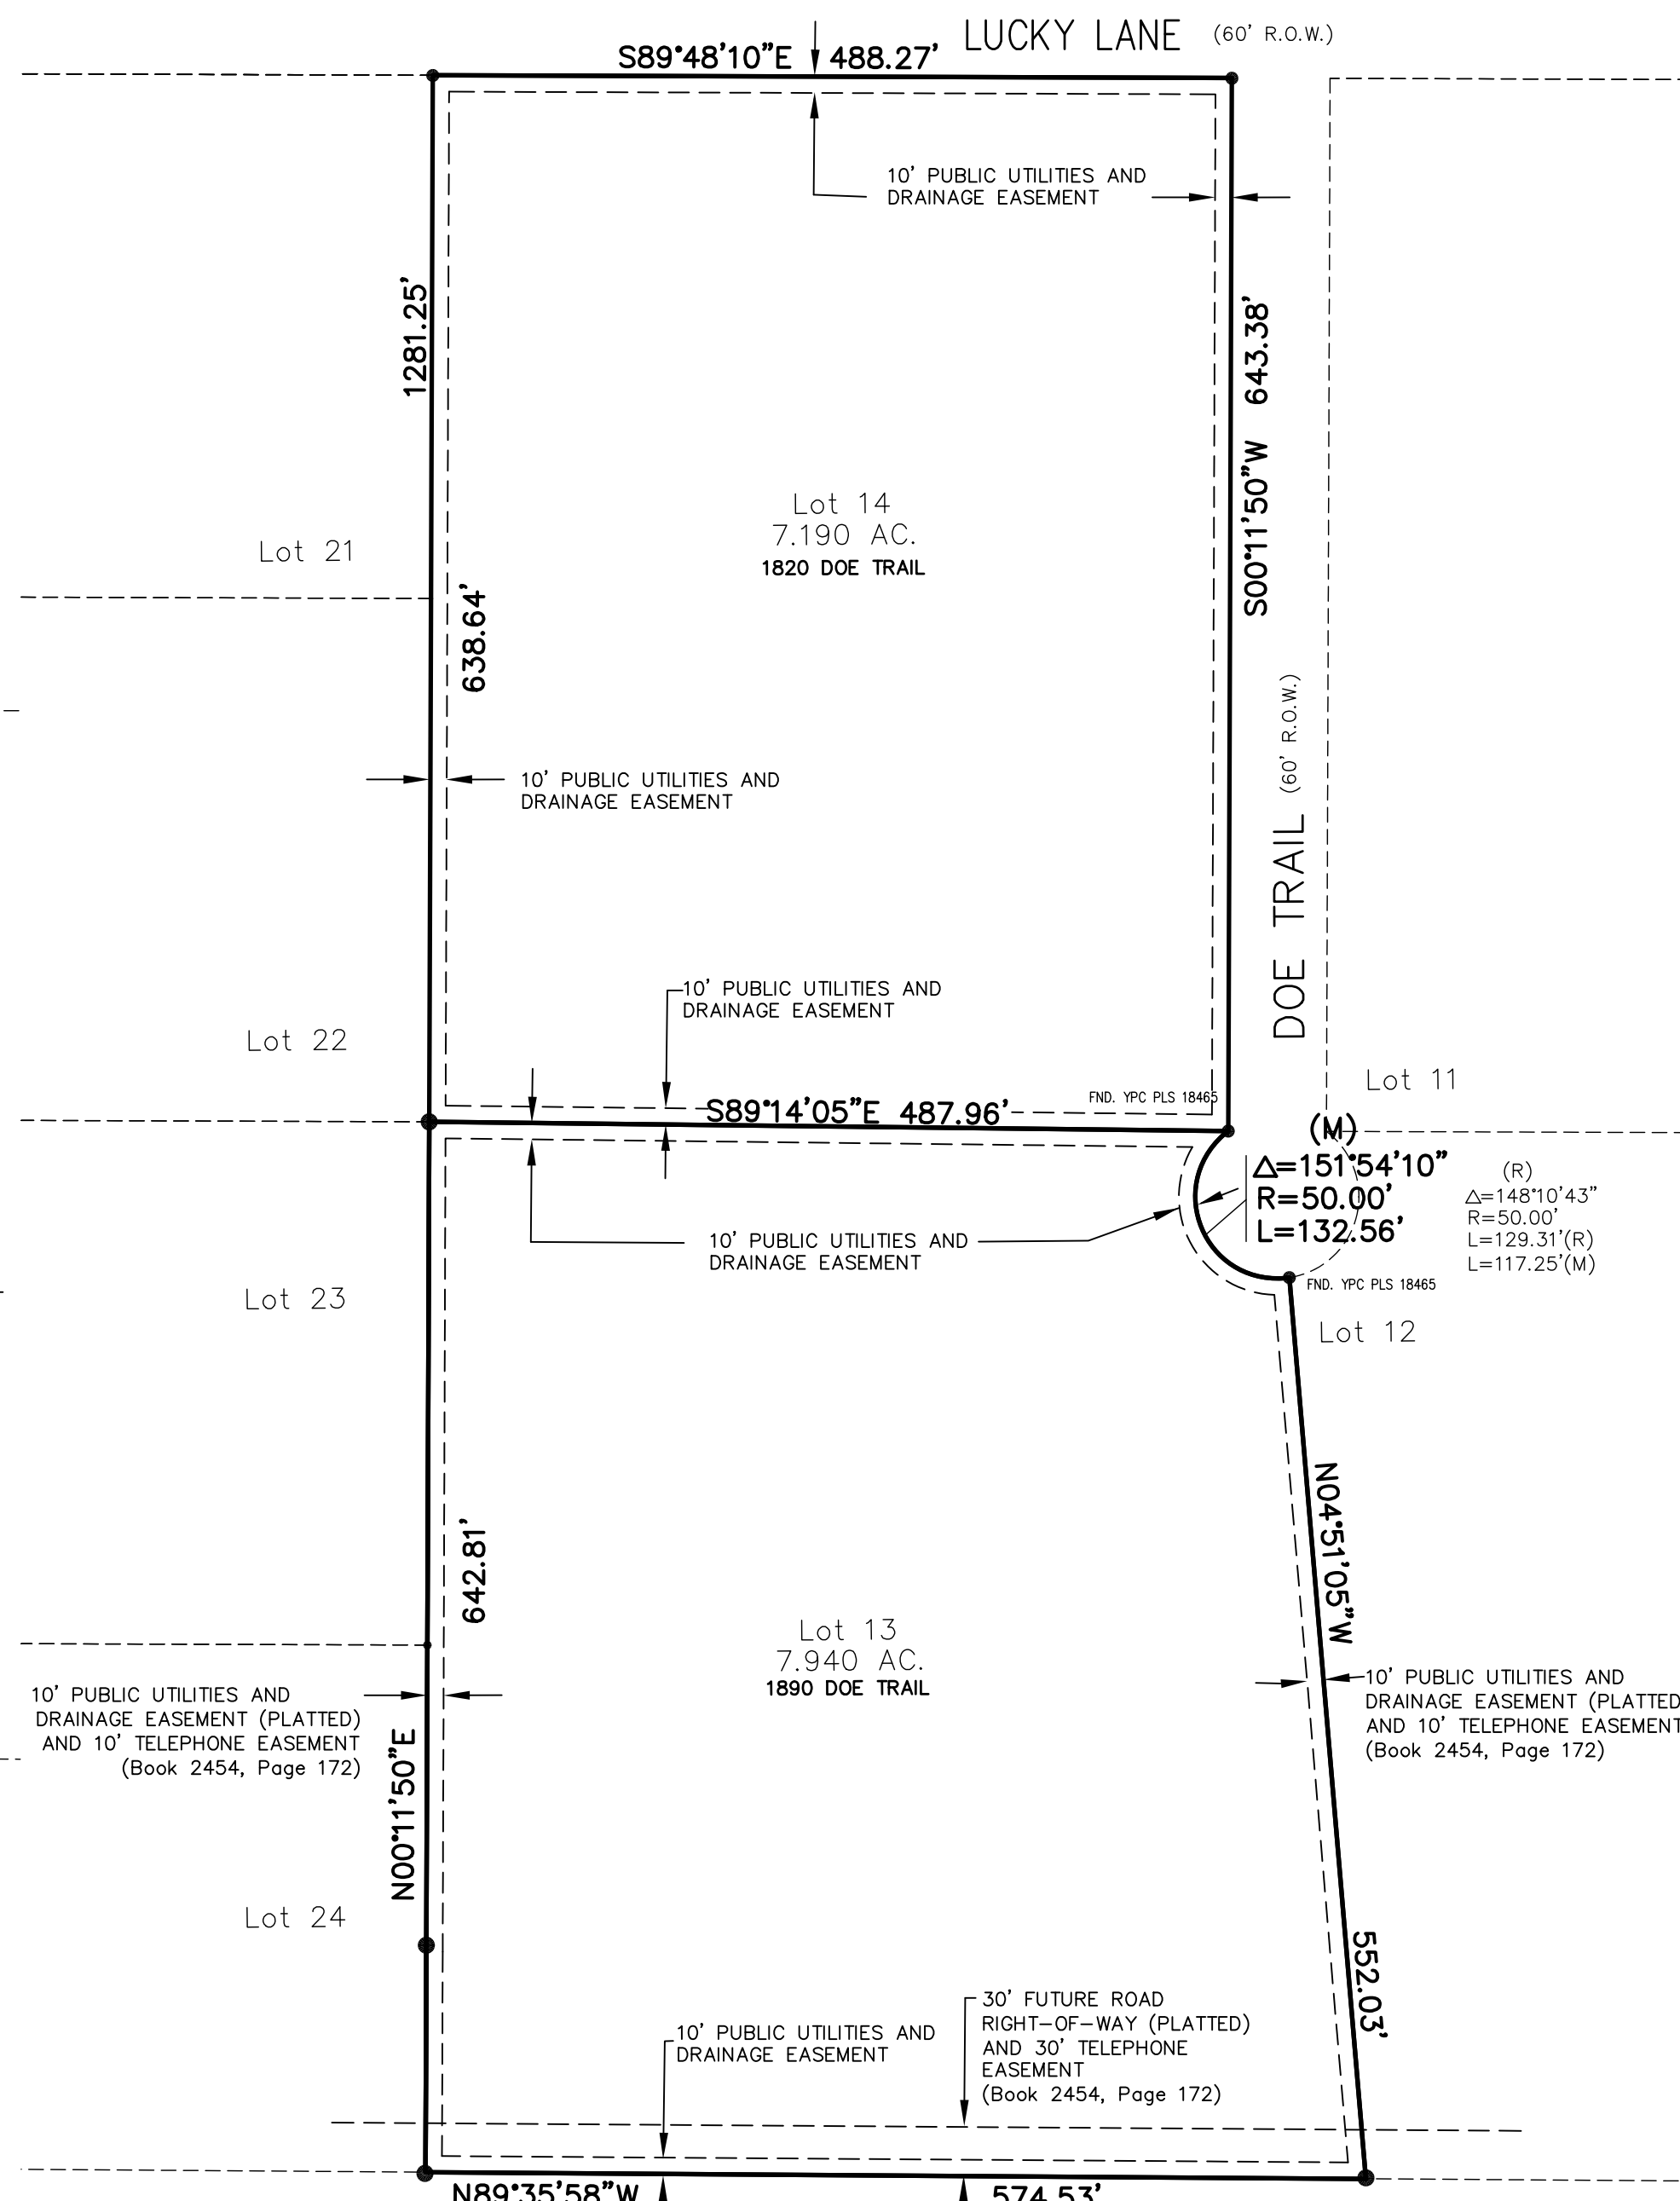 LUCKY LANE (60' R.O.W.)
S89°48'10"E 488.27'
10' PUBLIC UTILITIES AND
DRAINAGE EASEMENT
1281.25'
S00°11'50"W 643.38'
Lot 14
7.190 AC.
1820 DOE TRAIL
Lot 21
638.64'
DOE TRAIL (60' R.O.W.)
10' PUBLIC UTILITIES AND
DRAINAGE EASEMENT
10' PUBLIC UTILITIES AND
DRAINAGE EASEMENT
Lot 22
Lot 11
FND. YPC PLS 18465
S89°14'05"E 487.96'
(M)
Δ=151°54'10"
R=50.00'
L=132.56'
(R)
Δ=148°10'43"
R=50.00'
L=129.31'(R)
L=117.25'(M)
10' PUBLIC UTILITIES AND
DRAINAGE EASEMENT
FND. YPC PLS 18465
Lot 23
Lot 12
642.81'
N04°51'05"W
Lot 13
7.940 AC.
1890 DOE TRAIL
10' PUBLIC UTILITIES AND
DRAINAGE EASEMENT (PLATTED)
AND 10' TELEPHONE EASEMENT
(Book 2454, Page 172)
10' PUBLIC UTILITIES AND
DRAINAGE EASEMENT (PLATTED
AND 10' TELEPHONE EASEMENT
(Book 2454, Page 172)
N00°11'50"E
Lot 24
552.03'
30' FUTURE ROAD
RIGHT-OF-WAY (PLATTED)
AND 30' TELEPHONE
EASEMENT
(Book 2454, Page 172)
10' PUBLIC UTILITIES AND
DRAINAGE EASEMENT
N89°35'58"W 574.53'